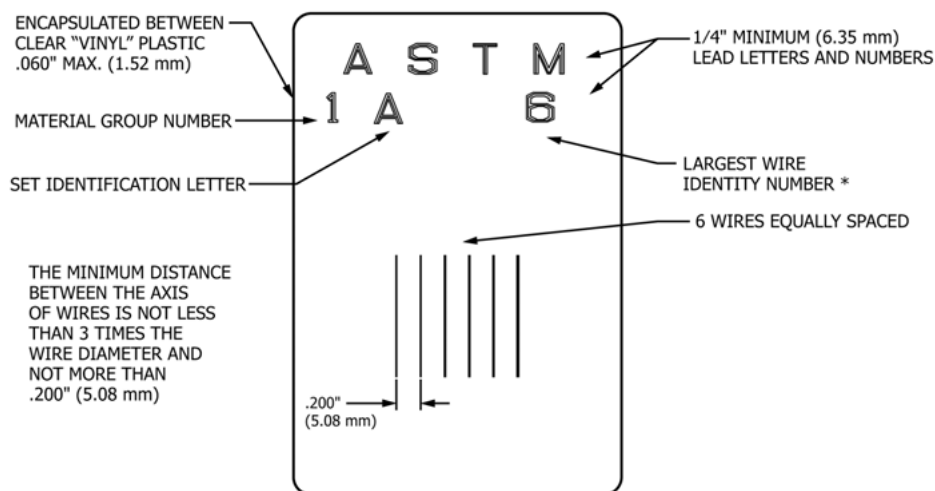 ENCAPSULATED BETWEEN
CLEAR “VINYL” PLASTIC
.060" MAX. (1.52 mm)
A S T M
1/4" MINIMUM (6.35 mm)
LEAD LETTERS AND NUMBERS
MATERIAL GROUP NUMBER
1 A 6
SET IDENTIFICATION LETTER
LARGEST WIRE
IDENTITY NUMBER *
6 WIRES EQUALLY SPACED
THE MINIMUM DISTANCE
BETWEEN THE AXIS
OF WIRES IS NOT LESS
THAN 3 TIMES THE
WIRE DIAMETER AND
NOT MORE THAN
.200" (5.08 mm)
.200"
(5.08 mm)